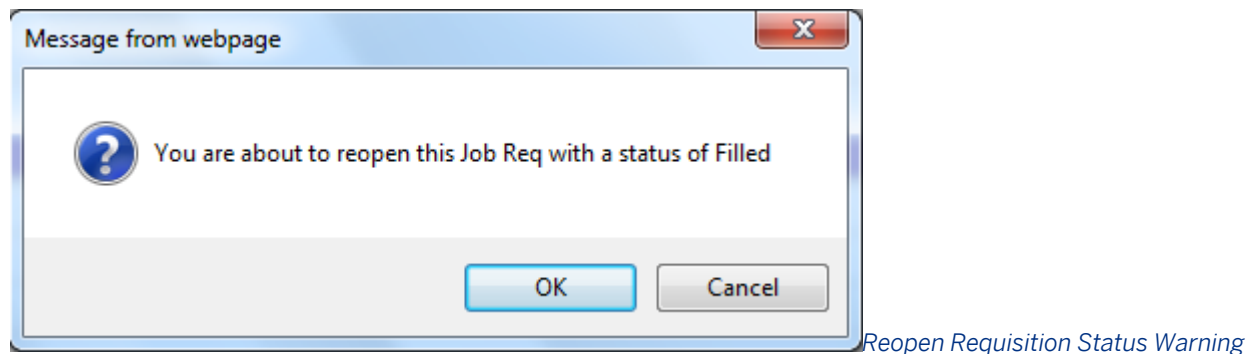 Message from webpage
You are about to reopen this Job Req with a status of Filled
OK
Cancel
Reopen Requisition Status Warning